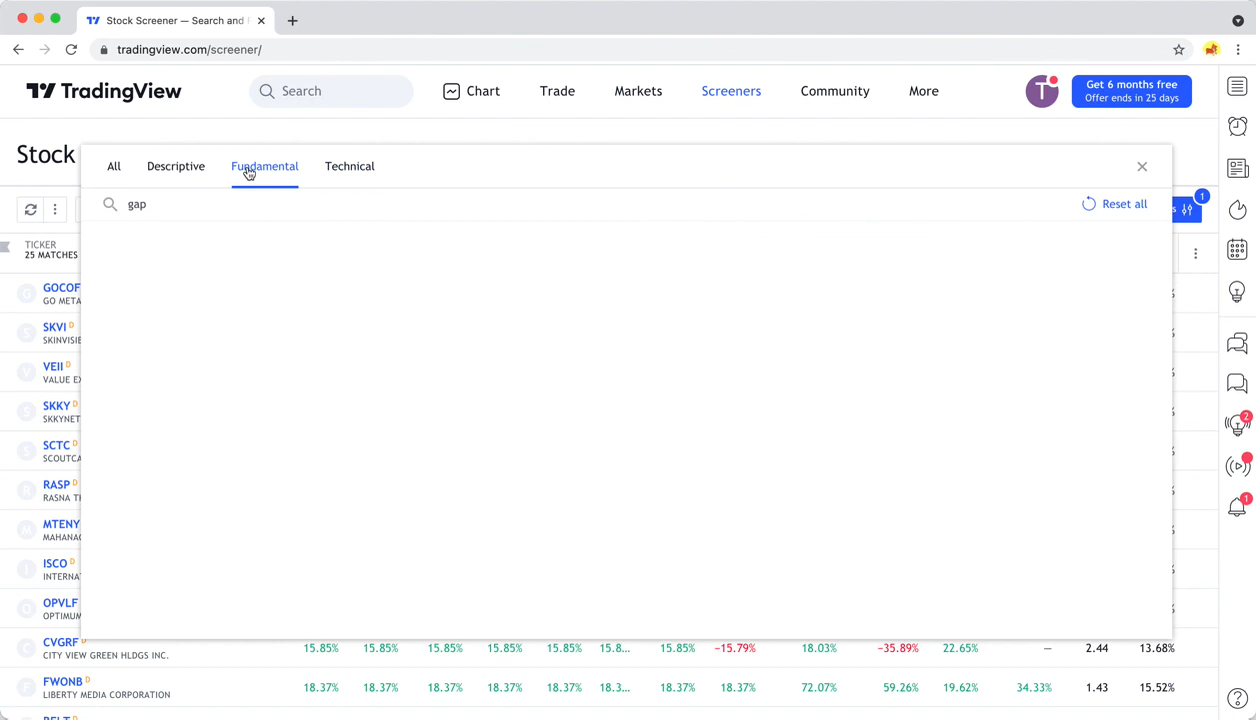 Stock Screener — Search and
tradingview.com/screener/
TradingView
Search
Chart
Trade
Markets
Screeners
Community
More
T
Get 6 months free
Offer ends in 25 days
Stock
All
Descriptive
Fundamental
Technical
gap
Reset all
1
TICKER
25 MATCHES
GOCOF
GO META
SKVI D
SKINVISIE
VEII D
VALUE EX
SKKY D
SKKYNET
SCTC D
SCOUTCA
RASP D
RASNA TH
MTENY
MAHANAG
ISCO D
INTERNA
OPVLF
OPTIMUM
CVGRF D
CITY VIEW GREEN HLDGS INC.
15.85% 15.85% 15.85% 15.85% 15.85% 15.8... 15.85% −15.79% 18.03% −35.89% 22.65% — 2.44 13.68%
FWONB D
LIBERTY MEDIA CORPORATION
18.37% 18.37% 18.37% 18.37% 18.37% 18.3... 18.37% 18.37% 72.07% 59.26% 19.62% 34.33% 1.43 15.52%
2
1